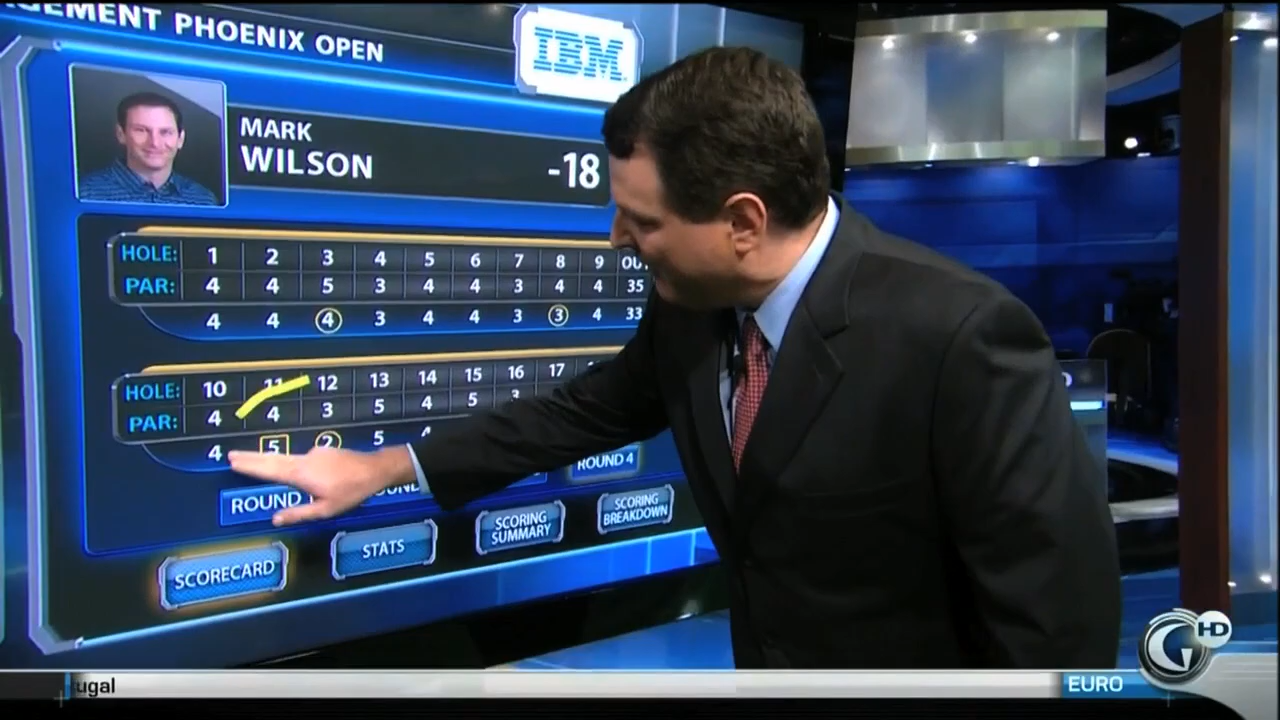 GEMENT PHOENIX OPEN
IBM
MARK
WILSON
-18
HOLE: 1 2 3 4 5 6 7 8 9 OUT
PAR: 4 4 5 3 4 4 3 4 4 35
4 4 4 3 4 4 3 3 4 33
HOLE: 10 11 12 13 14 15 16 17
PAR: 4 4 3 5 4 5 3
4 5 2 5
ROUND
ROUND 4
SCORECARD
STATS
SCORING
SUMMARY
SCORING
BREAKDOWN
G HD
ugal
EURO